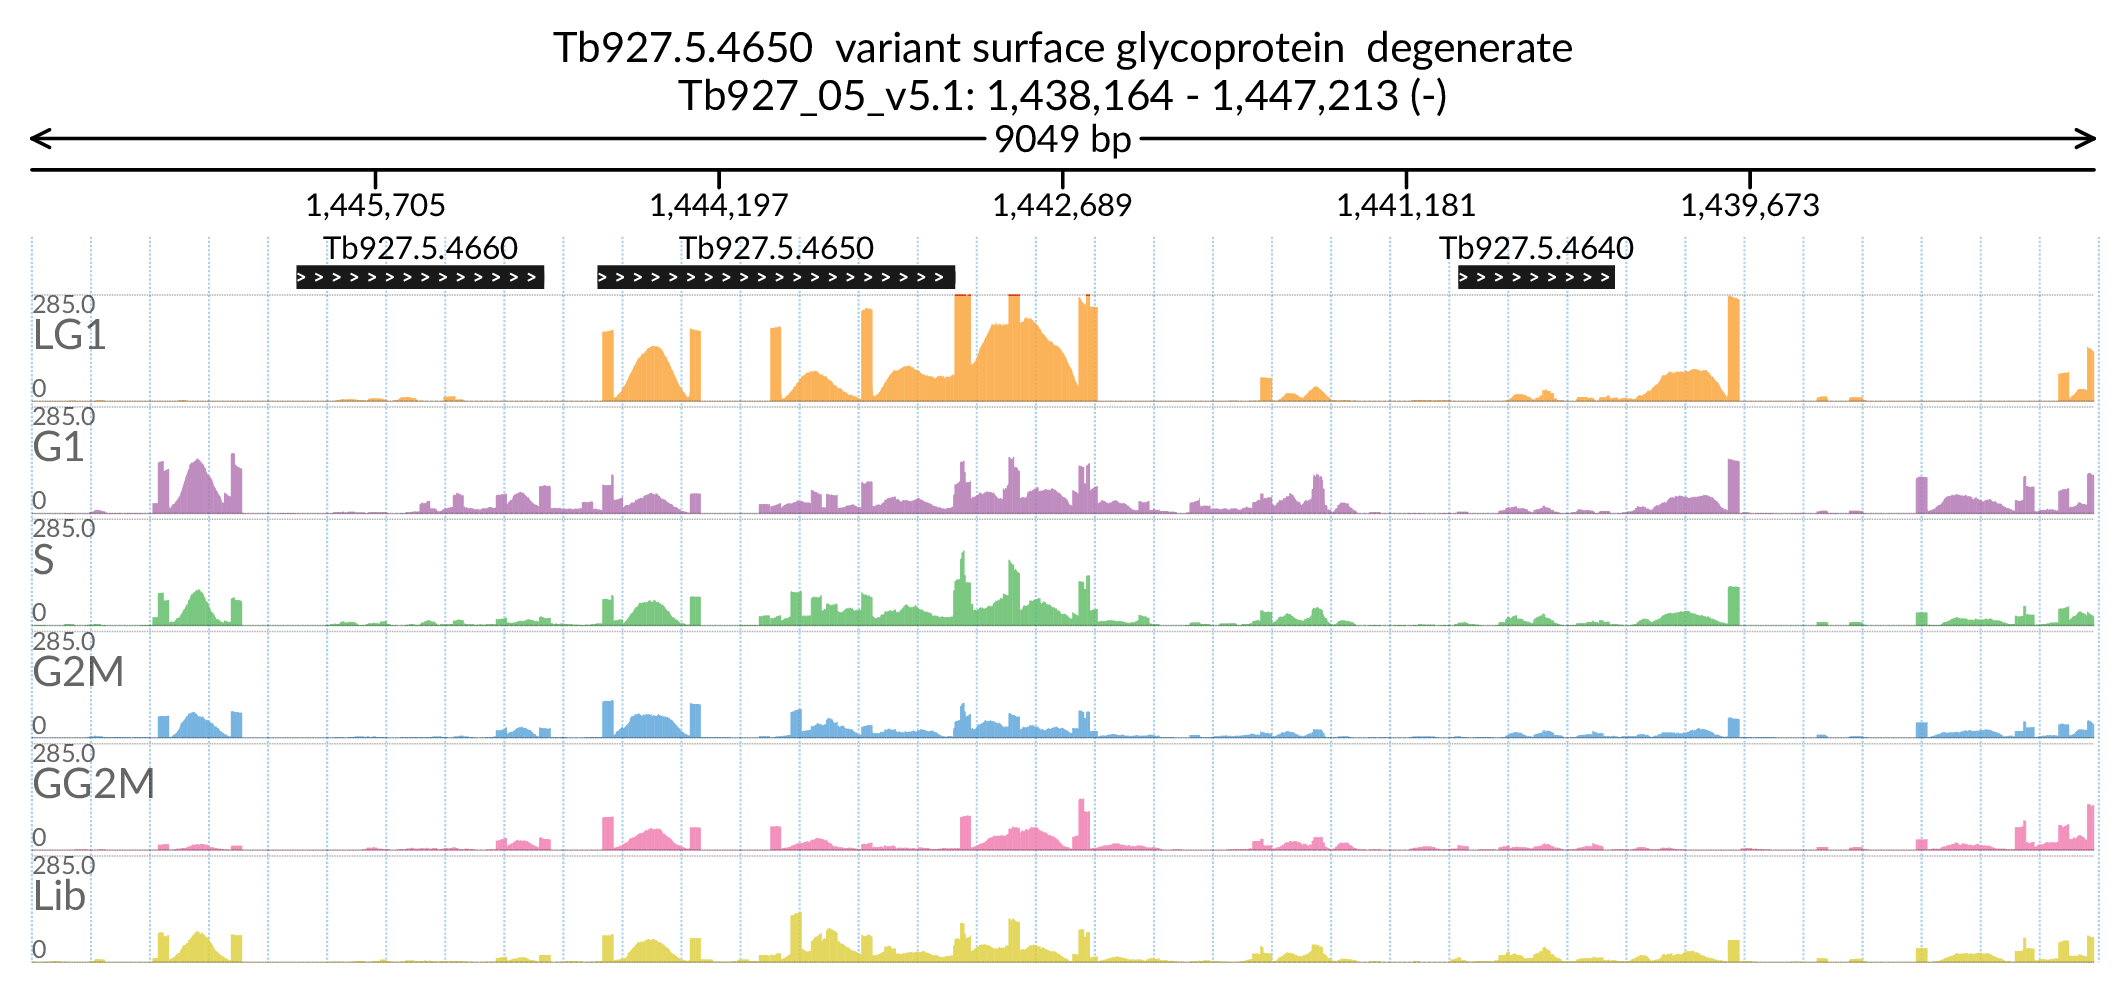 Tb927.5.4650  variant surface glycoprotein  degenerate
Tb927_05_v5.1: 1,438,164 - 1,447,213 (-)
9049 bp
1,445,705 1,444,197 1,442,689 1,441,181 1,439,673
Tb927.5.4660 Tb927.5.4650 Tb927.5.4640
> > > > > > > > > > > > > > > > > > > > > > > > > > > > > > > > > > > > > > > > > >
285.0
LG1
0
285.0
G1
0
285.0
S
0
285.0
G2M
0
285.0
GG2M
0
285.0
Lib
0